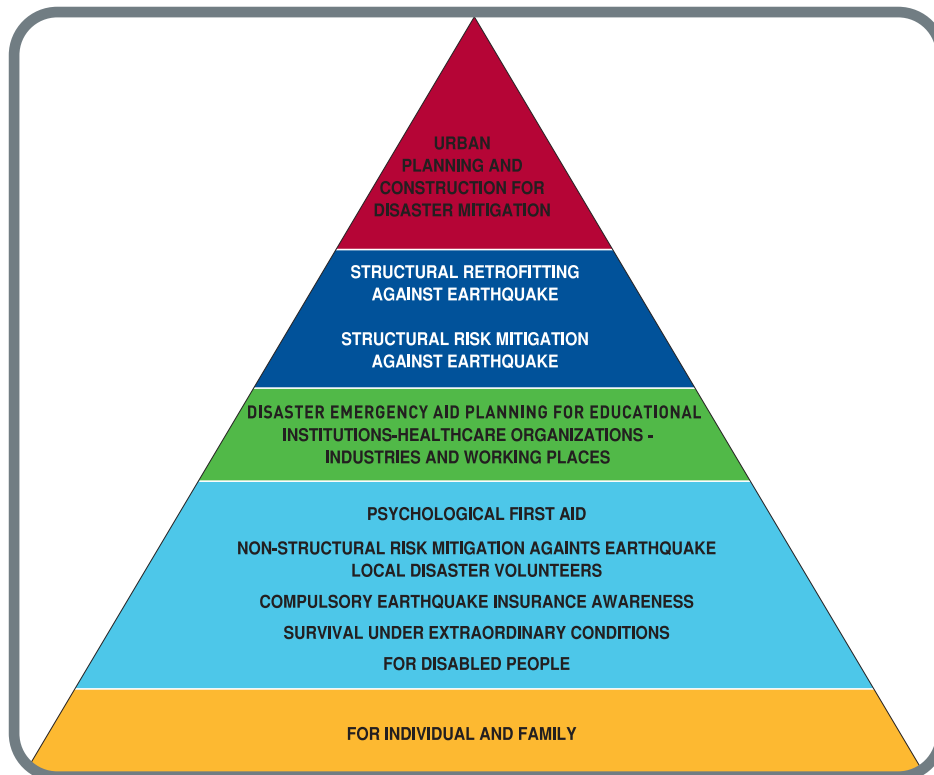 URBAN
PLANNING AND
CONSTRUCTION FOR
DISASTER MITIGATION
STRUCTURAL RETROFITTING
AGAINST EARTHQUAKE
STRUCTURAL RISK MITIGATION
AGAINST EARTHQUAKE
DISASTER EMERGENCY AID PLANNING FOR EDUCATIONAL
INSTITUTIONS-HEALTHCARE ORGANIZATIONS -
INDUSTRIES AND WORKING PLACES
PSYCHOLOGICAL FIRST AID
NON-STRUCTURAL RISK MITIGATION AGAINTS EARTHQUAKE
LOCAL DISASTER VOLUNTEERS
COMPULSORY EARTHQUAKE INSURANCE AWARENESS
SURVIVAL UNDER EXTRAORDINARY CONDITIONS
FOR DISABLED PEOPLE
FOR INDIVIDUAL AND FAMILY